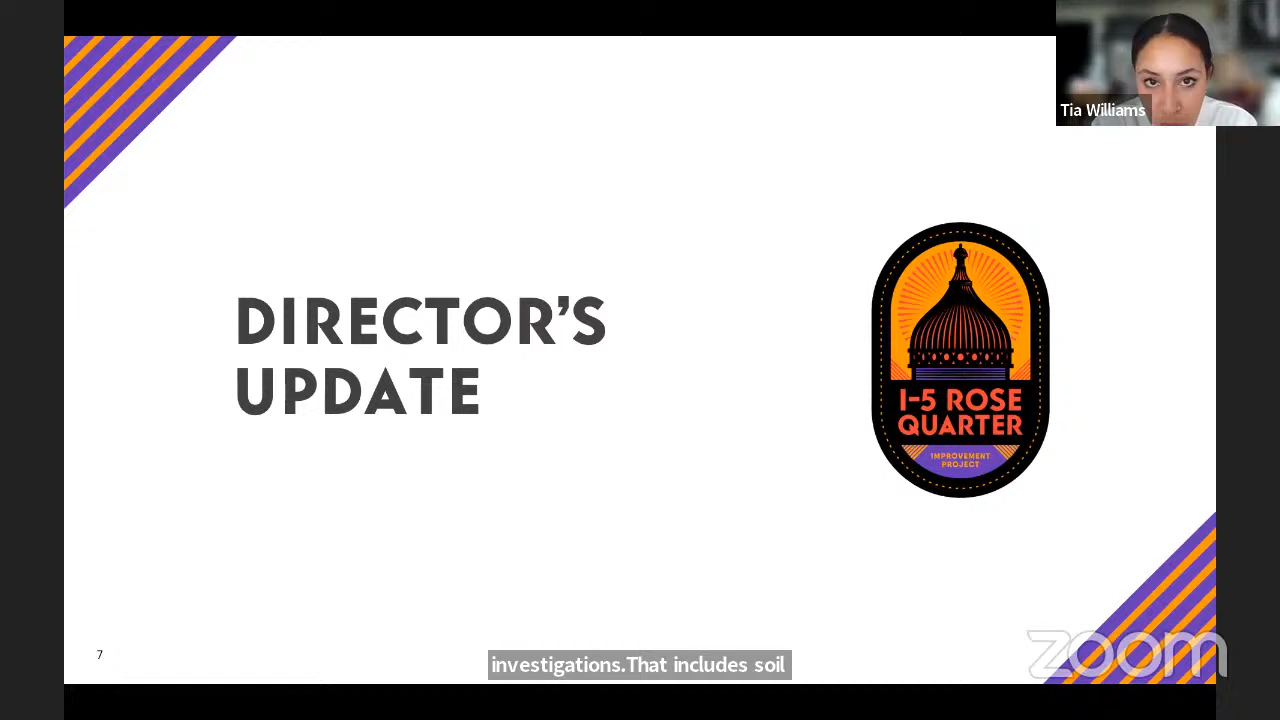 Tia Williams
DIRECTOR'S
UPDATE
I-5 ROSE
QUARTER
IMPROVEMENT
PROJECT
7
investigations.That includes soil
zoom